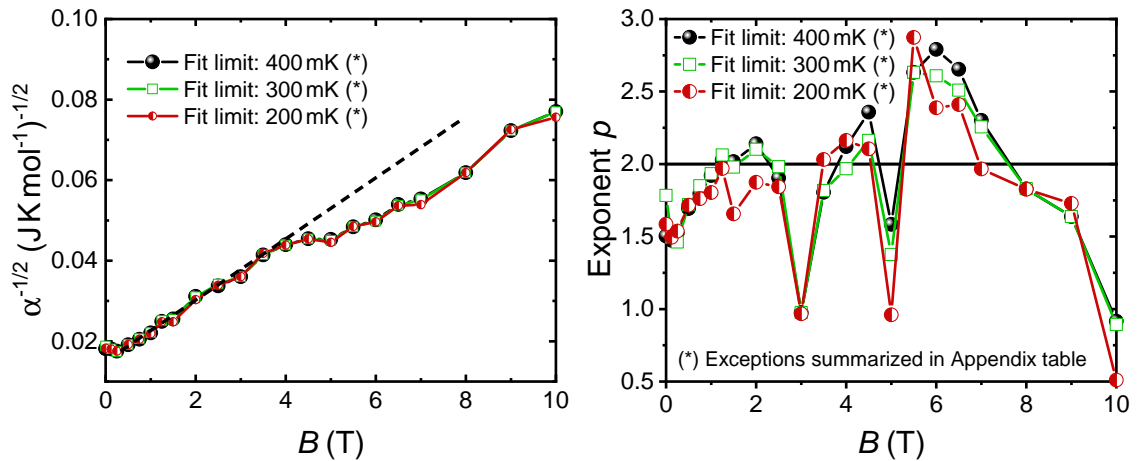 0.10
0.08
0.06
0.04
0.02
α^-1/2 (JK mol^-1)^-1/2
Fit limit: 400 mK (*)
Fit limit: 300 mK (*)
Fit limit: 200 mK (*)
0 2 4 6 8 10
B (T)
3.0
2.5
2.0
1.5
1.0
0.5
Exponent p
Fit limit: 400 mK (*)
Fit limit: 300 mK (*)
Fit limit: 200 mK (*)
(*) Exceptions summarized in Appendix table
0 2 4 6 8 10
B (T)